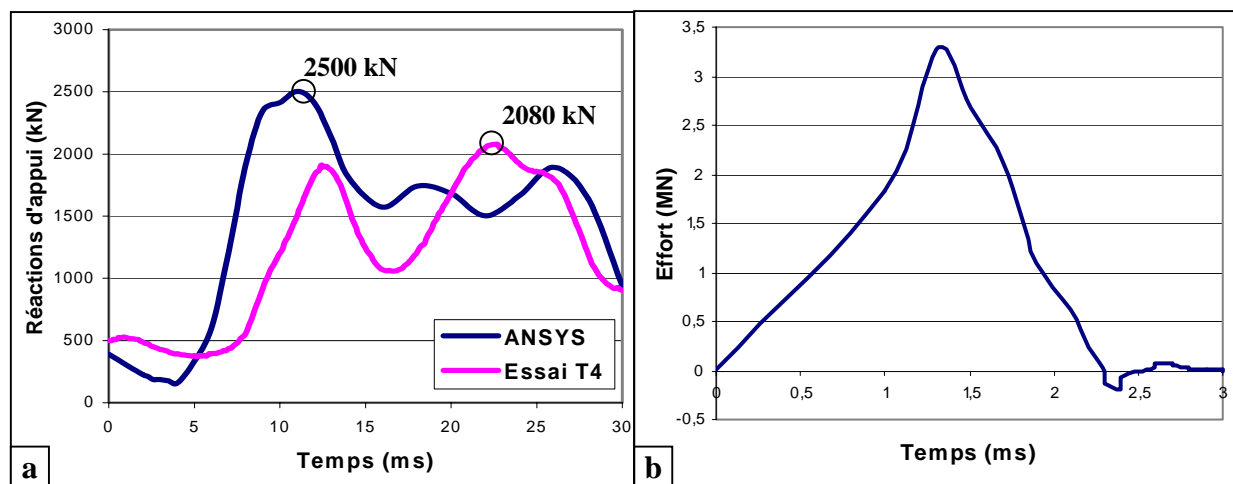 3000
2500
2000
1500
1000
500
0
Réactions d'appui (kN)
2500 kN
2080 kN
ANSYS
Essai T4
0 5 10 15 20 25 30
Temps (ms)
a
3,5
3
2,5
2
1,5
1
0,5
0
-0,5
Effort (MN)
0 0,5 1 1,5 2 2,5 3
Temps (ms)
b